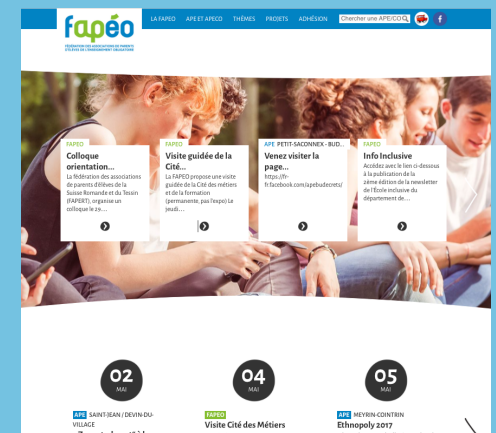 fapéo
FÉDÉRATION DES ASSOCIATIONS DE PARENTS
D'ÉLÈVES DE L'ENSEIGNEMENT OBLIGATOIRE
LA FAPEO APE ET APECO THÈMES PROJETS ADHÉSION Chercher une APE/CO
FAPEO
Colloque
orientation...
La fédération des associations
de parents d'élèves de la
Suisse Romande et du Tessin
(FAPERT), organise un
colloque le 29....
FAPEO
Visite guidée de la
Cité...
La FAPEO propose une visite
guidée de la Cité des métiers
et de la formation
(permanente, pas l'expo) Le
jeudi....
APE PETIT-SACONNEX - BUD...
Venez visiter la
page...
https://fr-
fr.facebook.com/apebudecrets/
FAPEO
Info Inclusive
Accédez avec le lien ci-dessous
à la publication de la
2ème édition de la newsletter
de l'École inclusive du
département de....
02
MAI
APE SAINT-JEAN / DEVIN-DU-
VILLAGE
04
MAI
FAPEO
Visite Cité des Métiers
05
MAI
APE MEYRIN-COINTRIN
Ethnopoly 2017